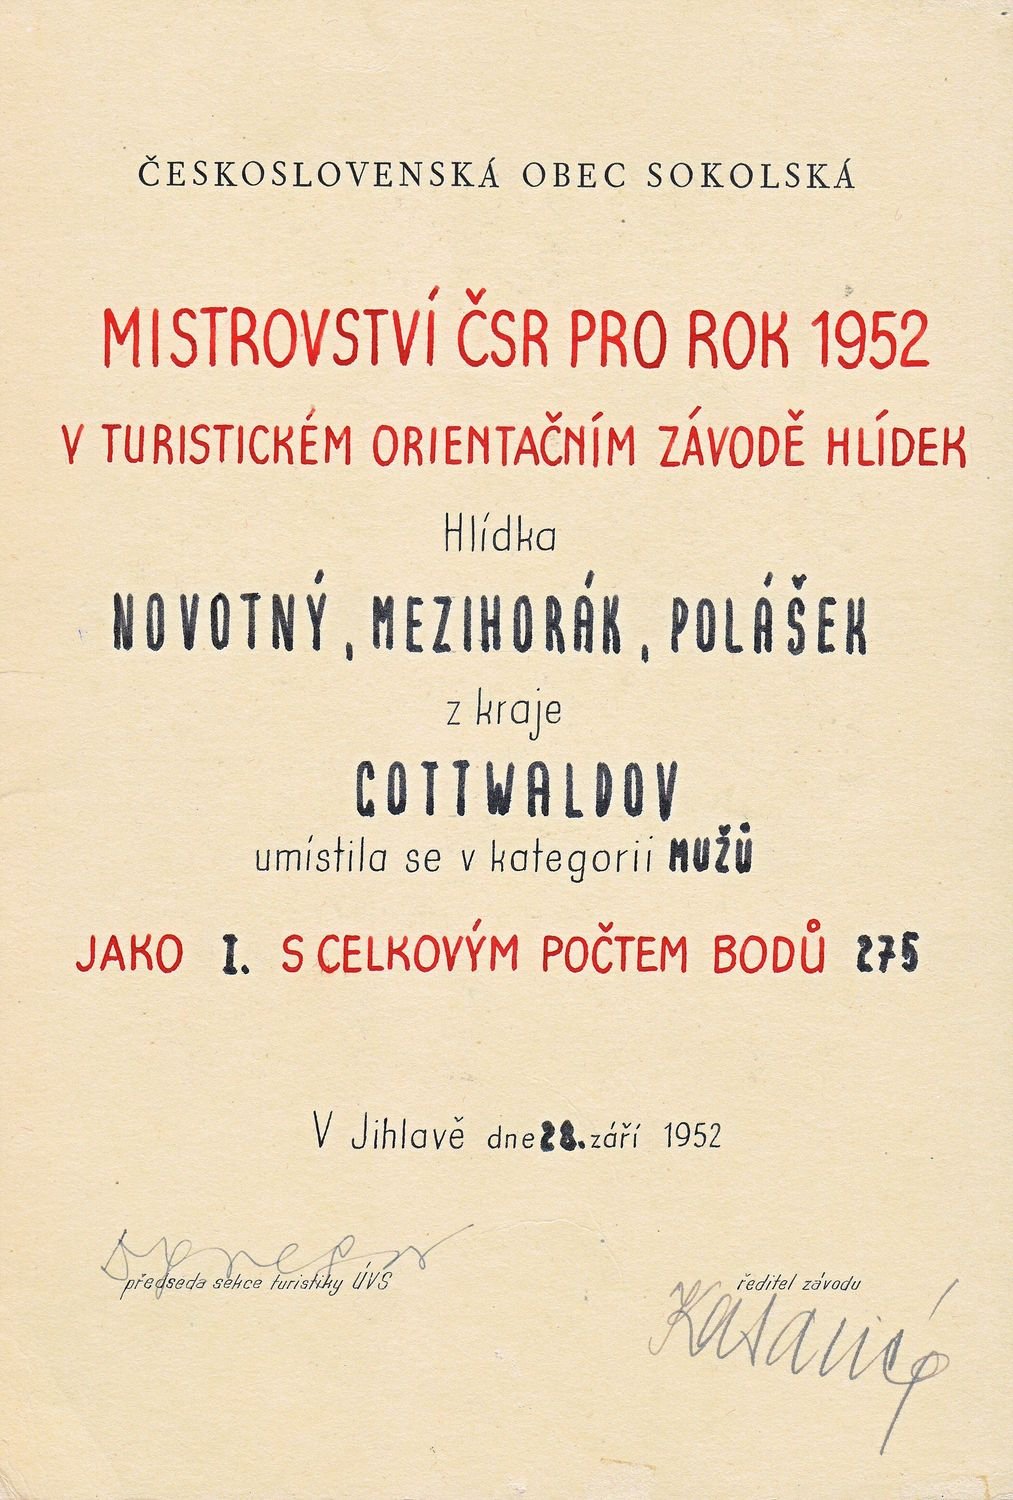 ČESKOSLOVENSKÁ OBEC SOKOLSKÁ
MISTROVSTVÍ ČSR PRO ROK 1952
V TURISTICKÉM ORIENTAČNÍM ZÁVODĚ HLÍDEK
Hlídka
NOVOTNÝ, MEZIHORÁK, POLÁŠEK
z kraje
GOTTWALDOV
umístila se v kategorii MUŽŮ
JAKO I. S CELKOVÝM POČTEM BODŮ 275
V Jihlavě dne 28. září 1952
předseda sekce turistiky ÚVS
ředitel závodu